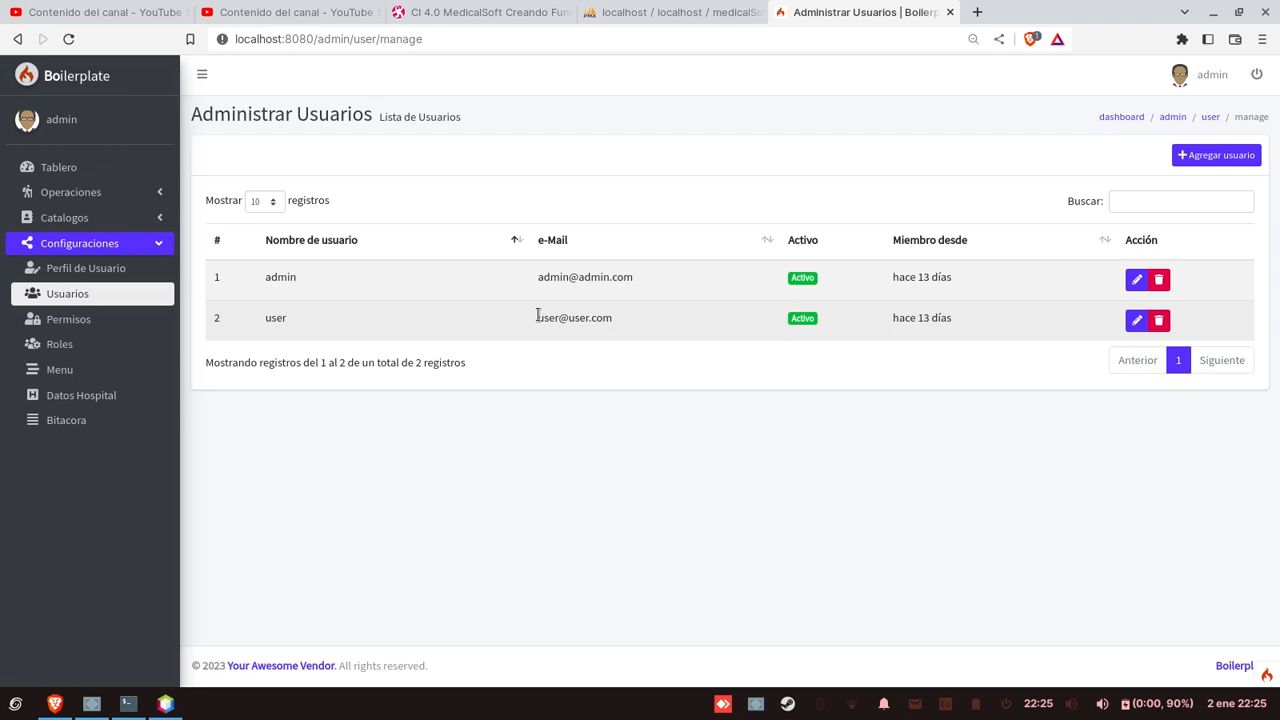 Contenido del canal - YouTube S
Contenido del canal - YouTube S
CI 4.0 MedicalSoft Creando Fun
localhost / localhost / medicalSo
Administrar Usuarios | Boilerp
localhost:8080/admin/user/manage
1
Boilerplate
admin
admin
Tablero
Operaciones
Catalogos
Configuraciones
Perfil de Usuario
Usuarios
Permisos
Roles
Menu
Datos Hospital
Bitacora
Administrar Usuarios Lista de Usuarios
dashboard / admin / user / manage
Agregar usuario
Mostrar 10 registros
Buscar:
# Nombre de usuario e-Mail Activo Miembro desde Acción
1 admin admin@admin.com Activo hace 13 días
2 user user@user.com Activo hace 13 días
Mostrando registros del 1 al 2 de un total de 2 registros
Anterior 1 Siguiente
© 2023 Your Awesome Vendor. All rights reserved.
Boilerpl
22:25
(0:00, 90%)
2 ene 22:25